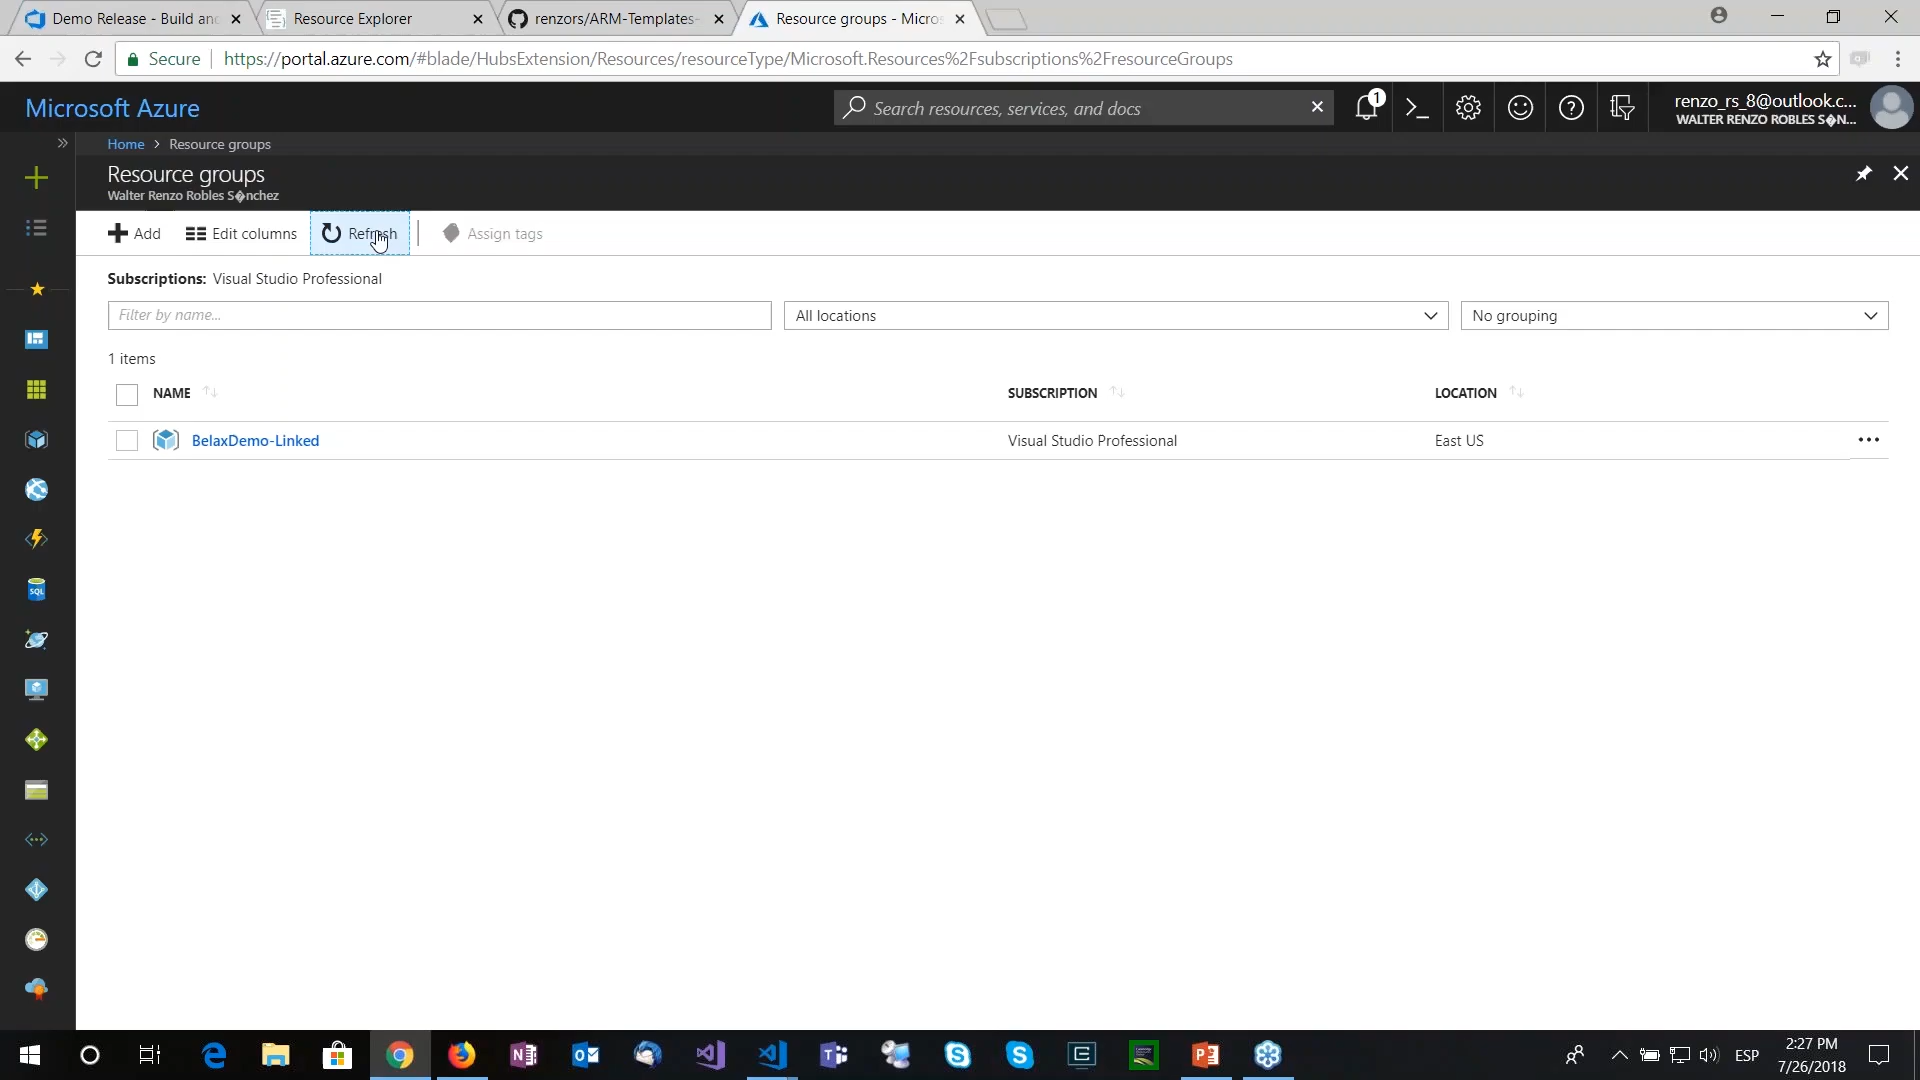 Demo Release - Build and
Resource Explorer
renzors/ARM-Templates-
Resource groups - Micros
Secure
https://portal.azure.com/#blade/HubsExtension/Resources/resourceType/Microsoft.Resources%2Fsubscriptions%2FresourceGroups
Microsoft Azure
Search resources, services, and docs
1
renzo_rs_8@outlook.c...
WALTER RENZO ROBLES S�N...
Home > Resource groups
Resource groups
Walter Renzo Robles S�nchez
Add
Edit columns
Refresh
Assign tags
Subscriptions: Visual Studio Professional
Filter by name...
All locations
No grouping
1 items
NAME
SUBSCRIPTION
LOCATION
BelaxDemo-Linked
Visual Studio Professional
East US
SQL
ESP
2:27 PM
7/26/2018